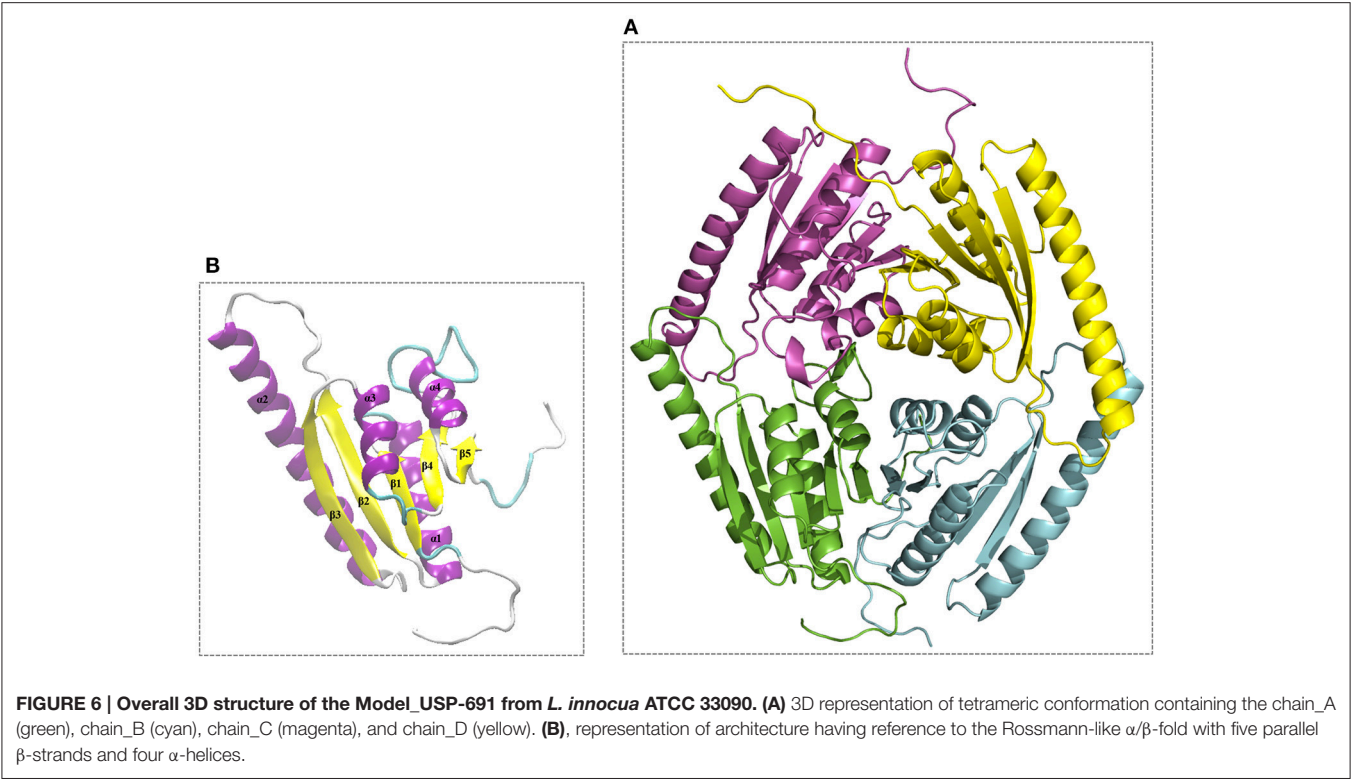 A
B
α2
α3
α4
β5
β4
β1
β2
β3
α1
FIGURE 6 | Overall 3D structure of the Model_USP-691 from L. innocua ATCC 33090. (A) 3D representation of tetrameric conformation containing the chain_A
(green), chain_B (cyan), chain_C (magenta), and chain_D (yellow). (B), representation of architecture having reference to the Rossmann-like α/β-fold with five parallel
β-strands and four α-helices.